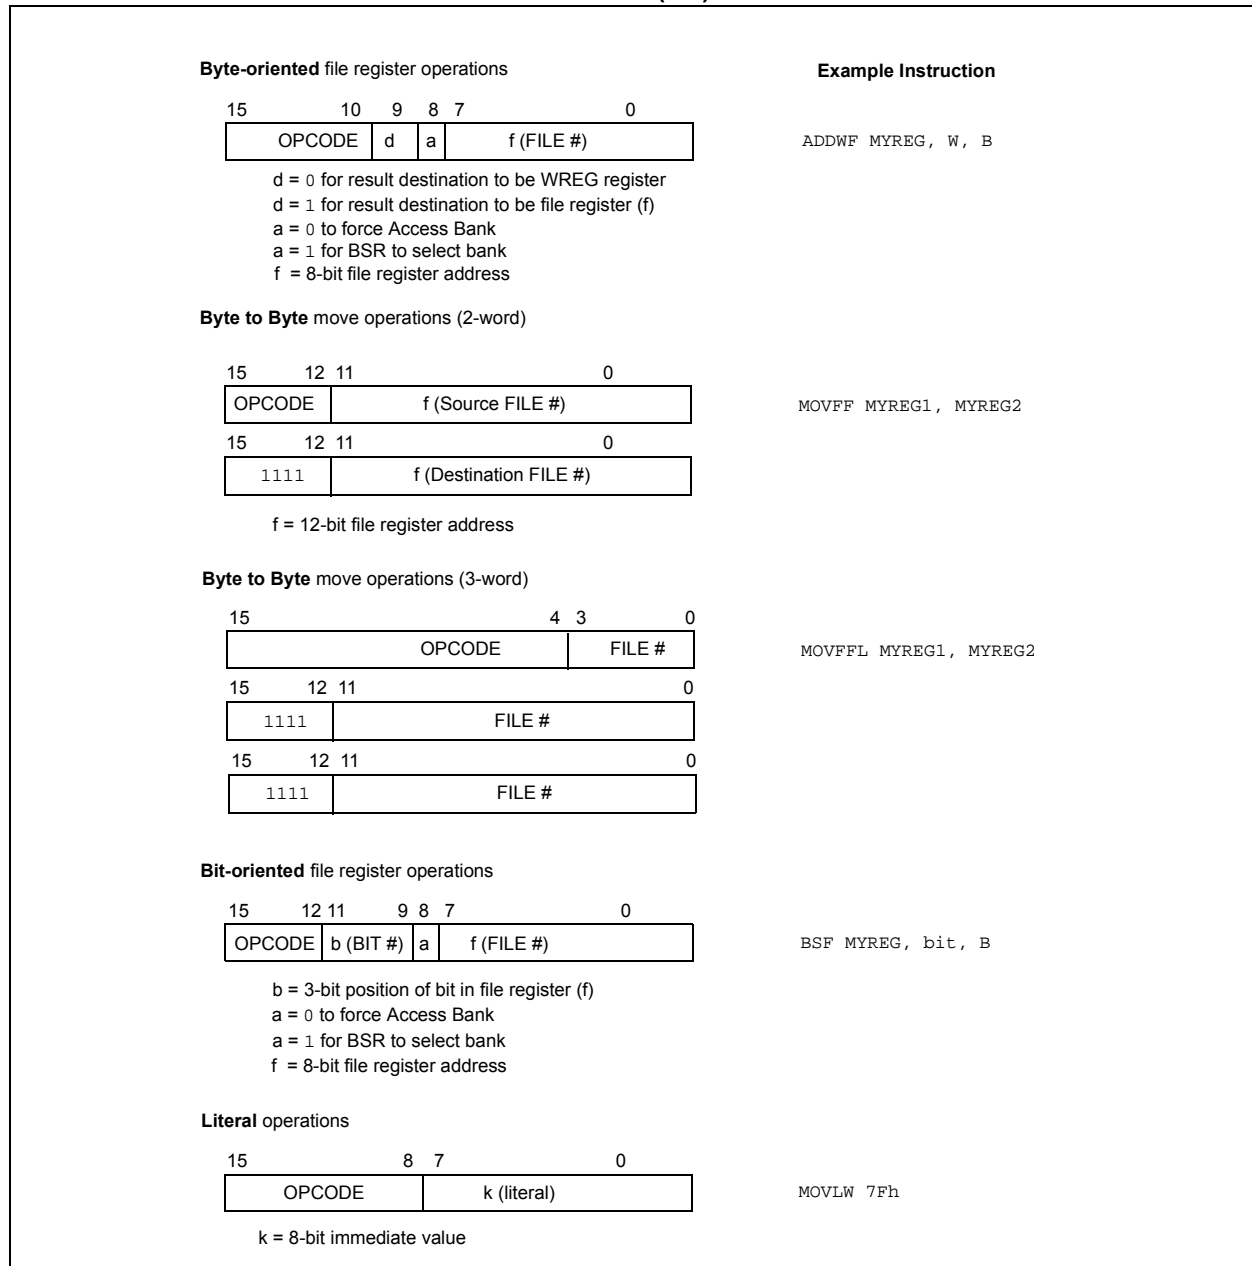 Byte-oriented file register operations
Example Instruction
15 10 9 8 7 0
OPCODE d a f (FILE #)
ADDWF MYREG, W, B
d = 0 for result destination to be WREG register
d = 1 for result destination to be file register (f)
a = 0 to force Access Bank
a = 1 for BSR to select bank
f = 8-bit file register address
Byte to Byte move operations (2-word)
15 12 11 0
OPCODE f (Source FILE #)
MOVFF MYREG1, MYREG2
15 12 11 0
1111 f (Destination FILE #)
f = 12-bit file register address
Byte to Byte move operations (3-word)
15 4 3 0
OPCODE FILE #
MOVFFL MYREG1, MYREG2
15 12 11 0
1111 FILE #
15 12 11 0
1111 FILE #
Bit-oriented file register operations
15 12 11 9 8 7 0
OPCODE b (BIT #) a f (FILE #)
BSF MYREG, bit, B
b = 3-bit position of bit in file register (f)
a = 0 to force Access Bank
a = 1 for BSR to select bank
f = 8-bit file register address
Literal operations
15 8 7 0
OPCODE k (literal)
MOVLW 7Fh
k = 8-bit immediate value